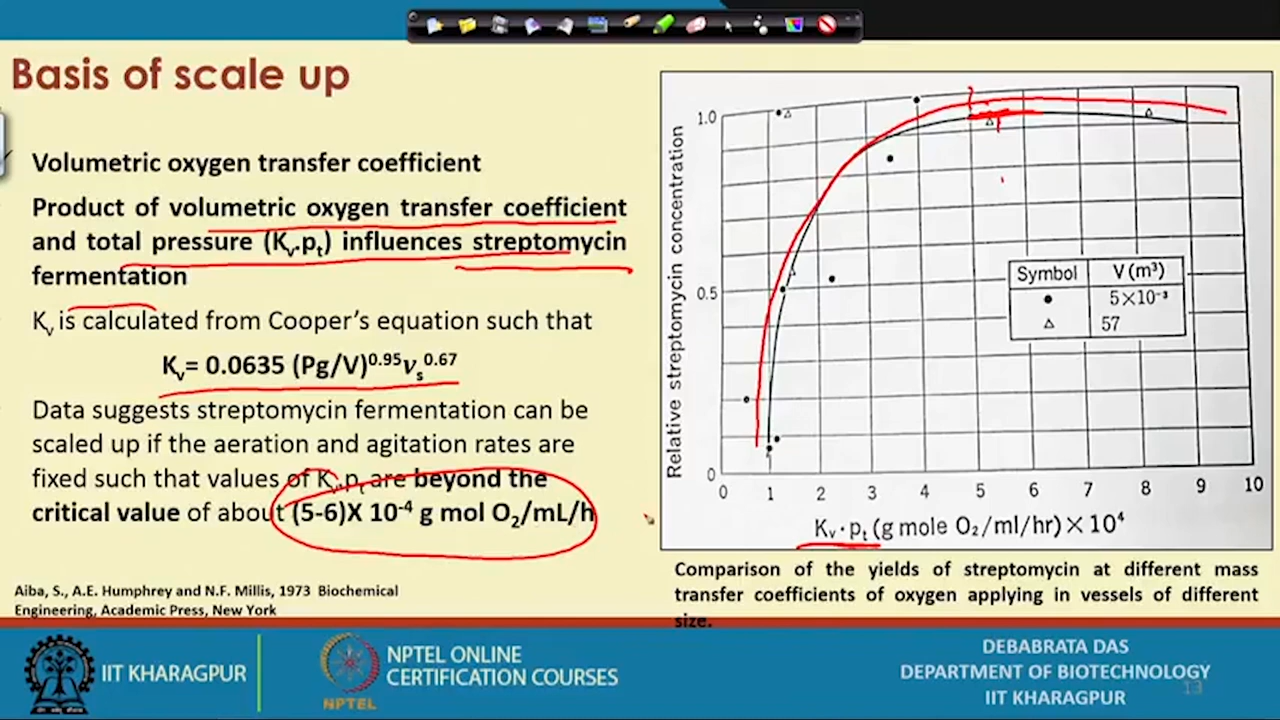 Basis of scale up
Volumetric oxygen transfer coefficient
Product of volumetric oxygen transfer coefficient
and total pressure (Kv.pt) influences streptomycin
fermentation
Kv is calculated from Cooper's equation such that
Kv= 0.0635 (Pg/V)0.95vs0.67
Data suggests streptomycin fermentation can be
scaled up if the aeration and agitation rates are
fixed such that values of Kv.pt are beyond the
critical value of about (5-6)X 10-4 g mol O2/mL/h
Aiba, S., A.E. Humphrey and N.F. Millis, 1973 Biochemical
Engineering, Academic Press, New York
Relative streptomycin concentration
1.0
0.5
0
Symbol V (m³)
• 5×10⁻³
△ 57
0 1 2 3 4 5 6 7 8 9 10
Kv·pt (g mole O2/ml/hr)×10⁴
Comparison of the yields of streptomycin at different mass
transfer coefficients of oxygen applying in vessels of different
size.
IIT KHARAGPUR
NPTEL
NPTEL ONLINE
CERTIFICATION COURSES
DEBABRATA DAS
DEPARTMENT OF BIOTECHNOLOGY
IIT KHARAGPUR
13